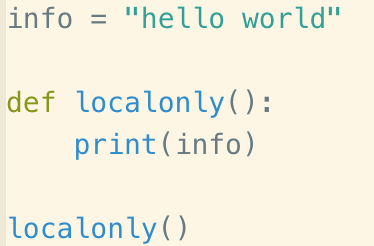 info = "hello world"
def localonly():
    print(info)
localonly()